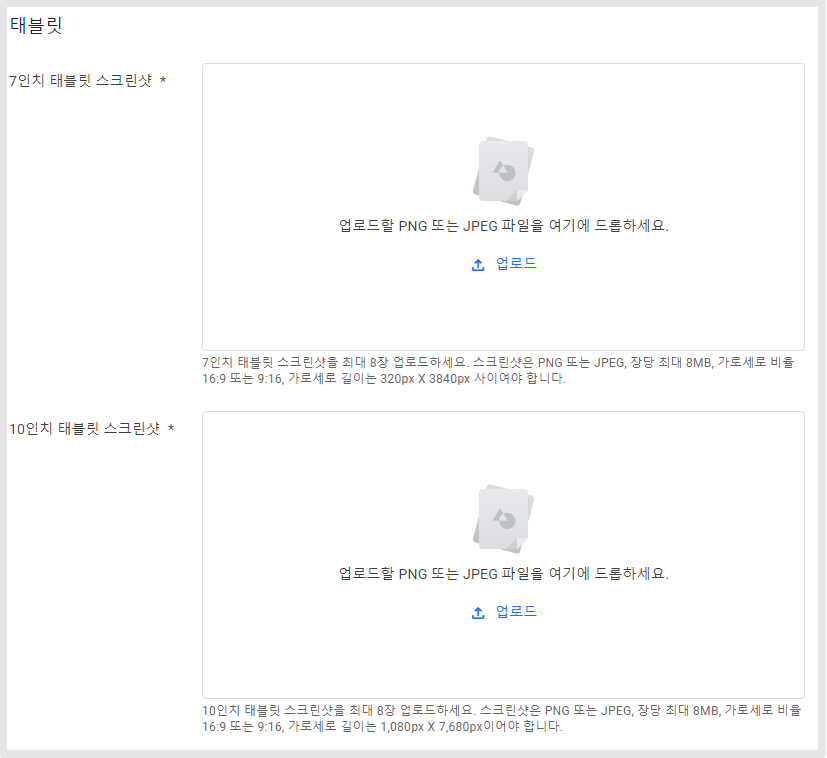 태블릿
7인치 태블릿 스크린샷 *
업로드할 PNG 또는 JPEG 파일을 여기에 드롭하세요.
업로드
7인치 태블릿 스크린샷을 최대 8장 업로드하세요. 스크린샷은 PNG 또는 JPEG, 장당 최대 8MB, 가로세로 비율
16:9 또는 9:16, 가로세로 길이는 320px X 3840px 사이여야 합니다.
10인치 태블릿 스크린샷 *
업로드할 PNG 또는 JPEG 파일을 여기에 드롭하세요.
업로드
10인치 태블릿 스크린샷을 최대 8장 업로드하세요. 스크린샷은 PNG 또는 JPEG, 장당 최대 8MB, 가로세로 비율
16:9 또는 9:16, 가로세로 길이는 1,080px X 7,680px이어야 합니다.